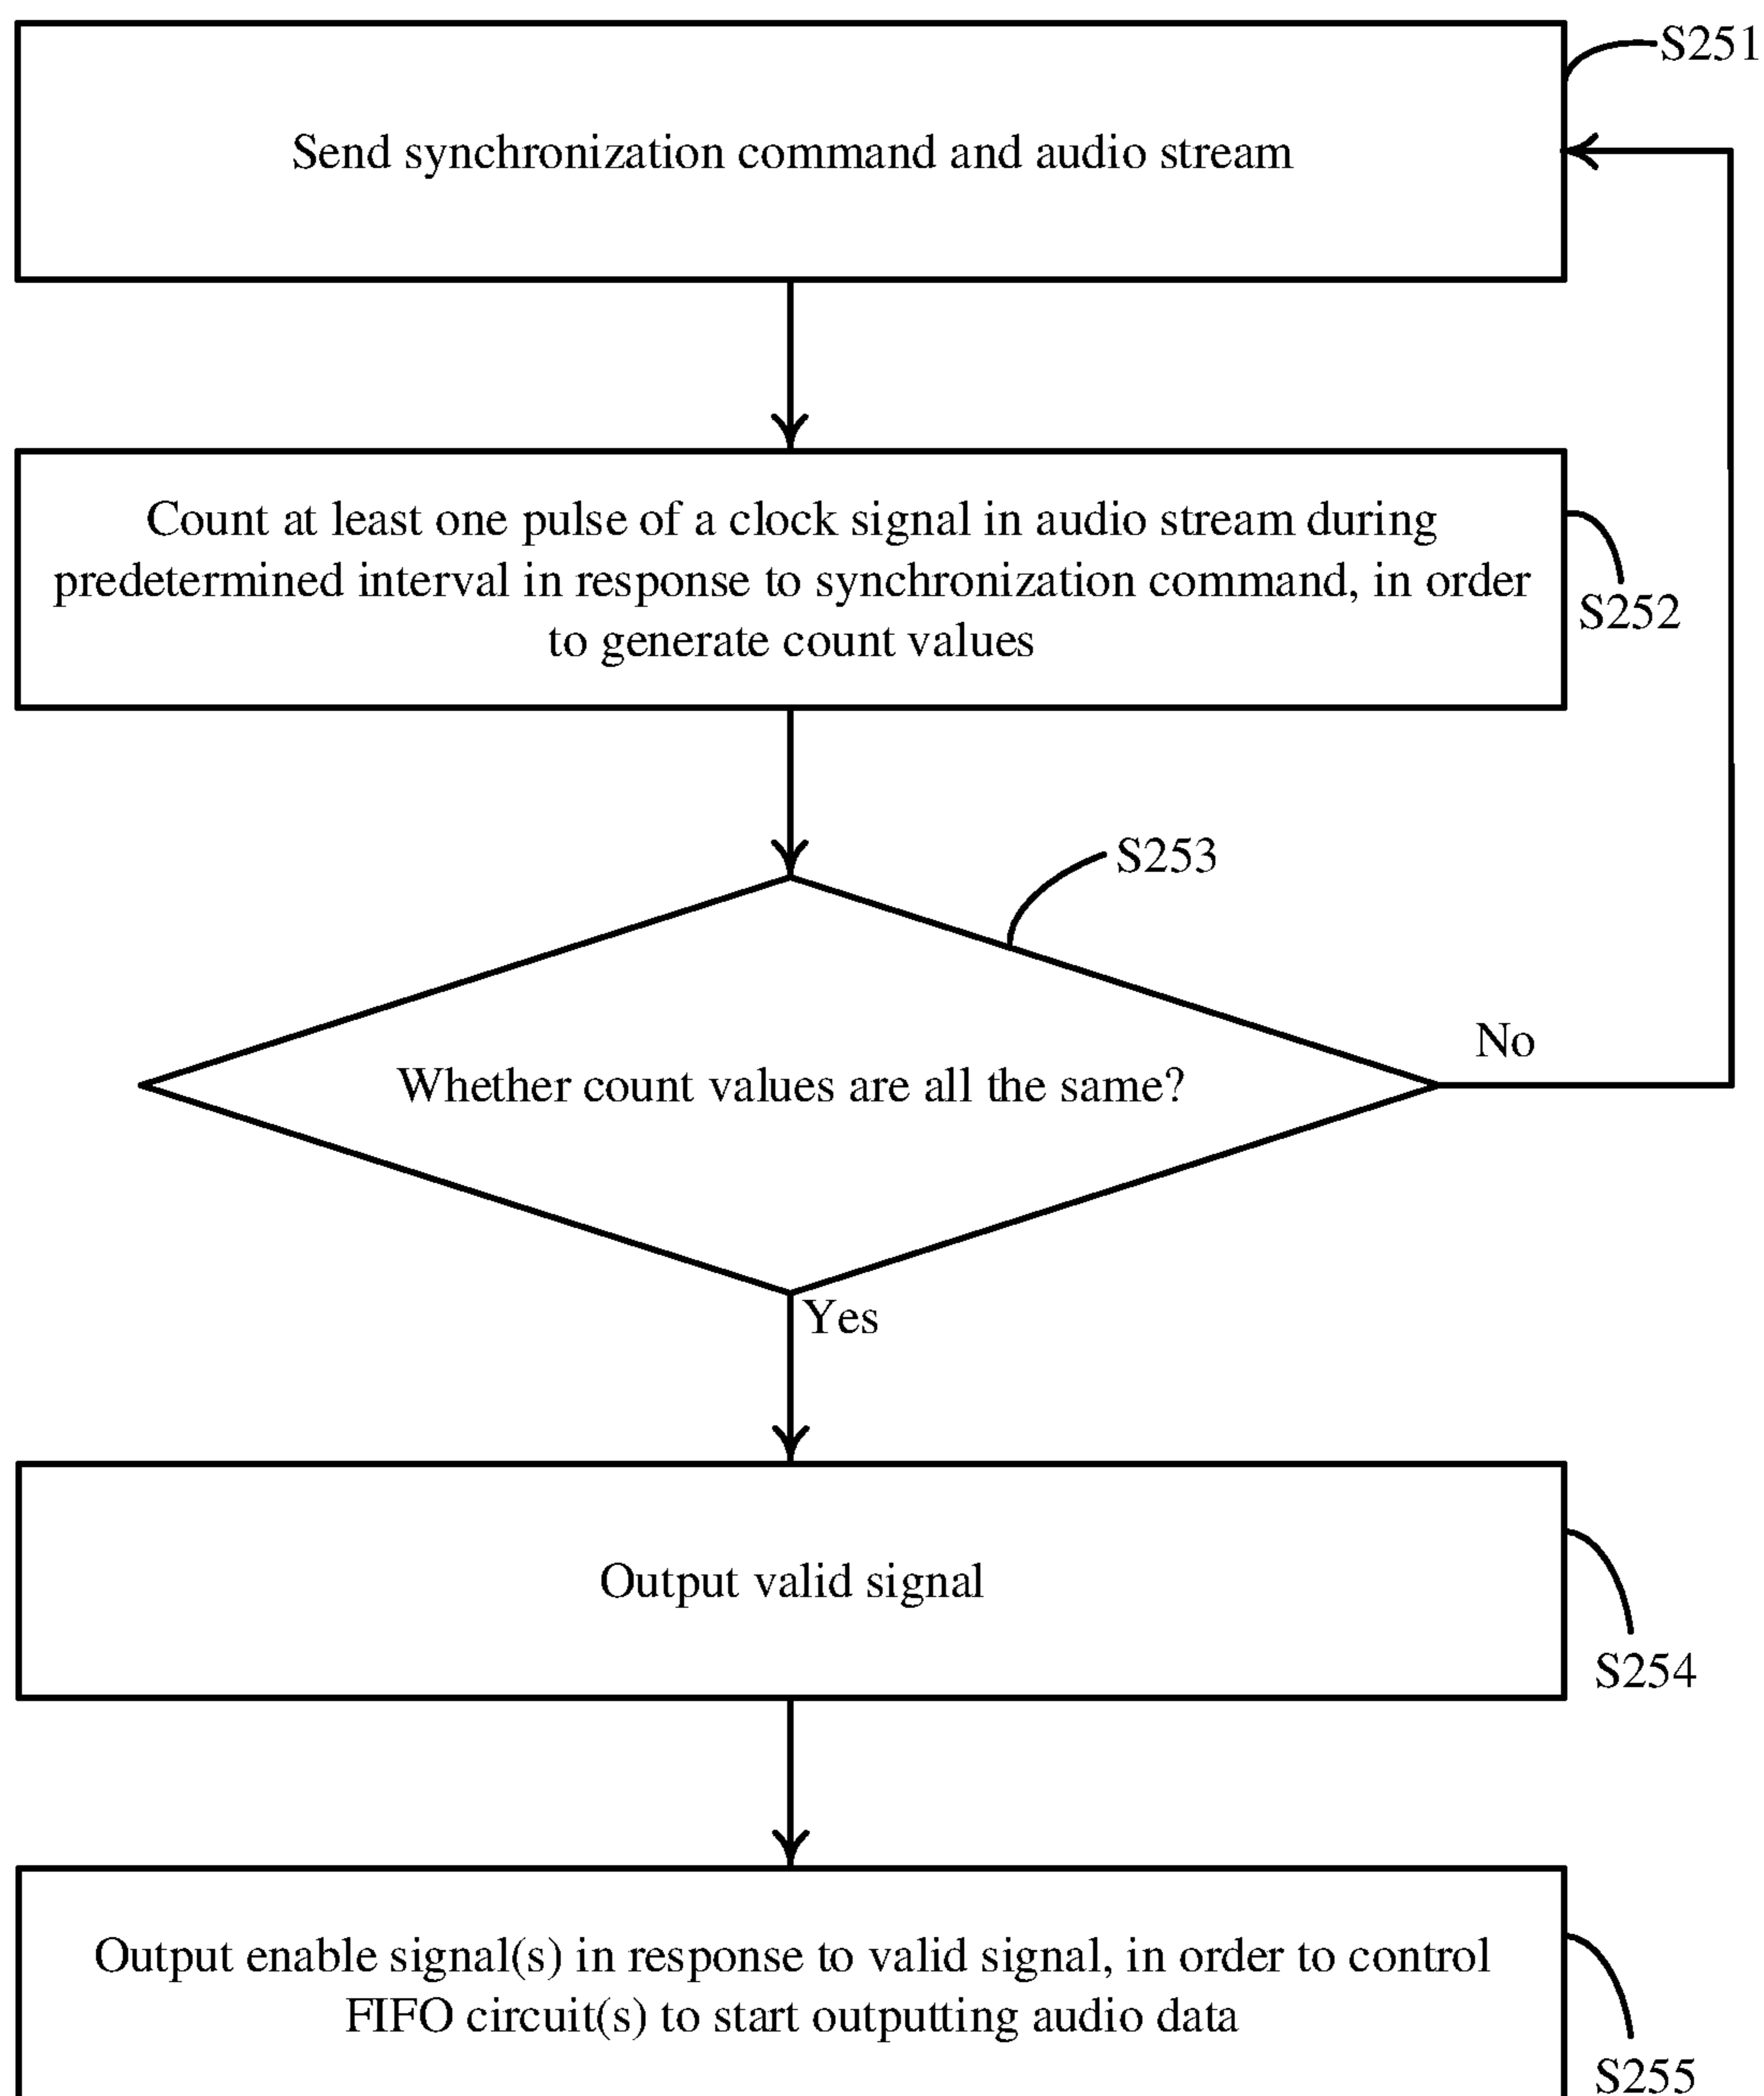 S251
Send synchronization command and audio stream
Count at least one pulse of a clock signal in audio stream during
predetermined interval in response to synchronization command, in order
to generate count values
S252
S253
Whether count values are all the same?
No
Yes
Output valid signal
S254
Output enable signal(s) in response to valid signal, in order to control
FIFO circuit(s) to start outputting audio data
S255